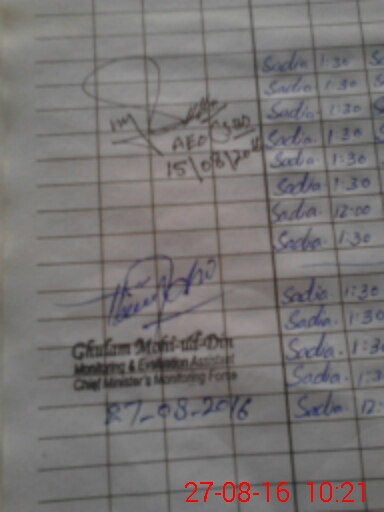 Sadia 1:30
Sadia 1:30
Sadia 1:30
Sadia 1:30
Sadia 1:30
Sadia 1:30
Sadia. 12:00
Sadia. 1:30
AEO
15/08/2016
Sadia. 1:30
Sadia. 1:30
Sadia. 1:30
Sadia. 1:30
Sadia. 12:
Ghulam Mohi-ud-Din
Monitoring & Evaluation Assistant
Chief Minister's Monitoring Force
27-08-2016
27-08-16 10:21